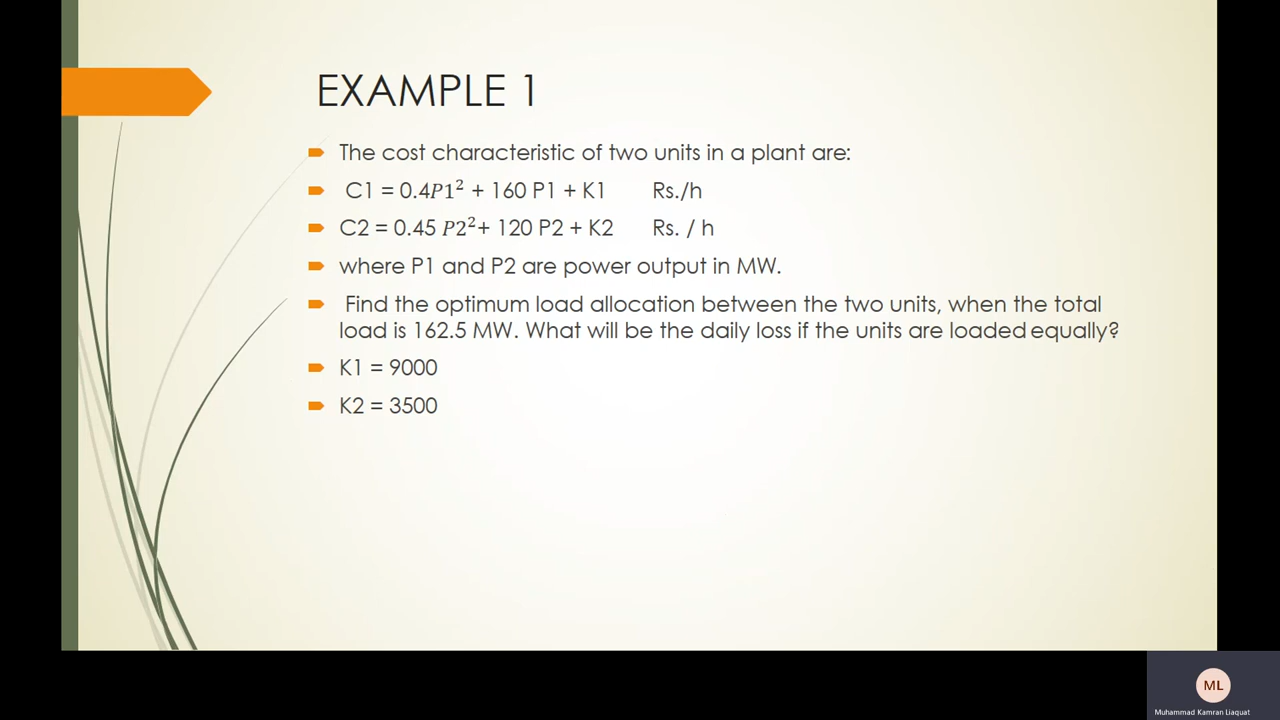 EXAMPLE 1
The cost characteristic of two units in a plant are:
C1 = 0.4𝑃1² + 160 P1 + K1 Rs./h
C2 = 0.45 𝑃2²+ 120 P2 + K2 Rs. / h
where P1 and P2 are power output in MW.
Find the optimum load allocation between the two units, when the total
load is 162.5 MW. What will be the daily loss if the units are loaded equally?
K1 = 9000
K2 = 3500
ML
Muhammad Kamran Liaquat